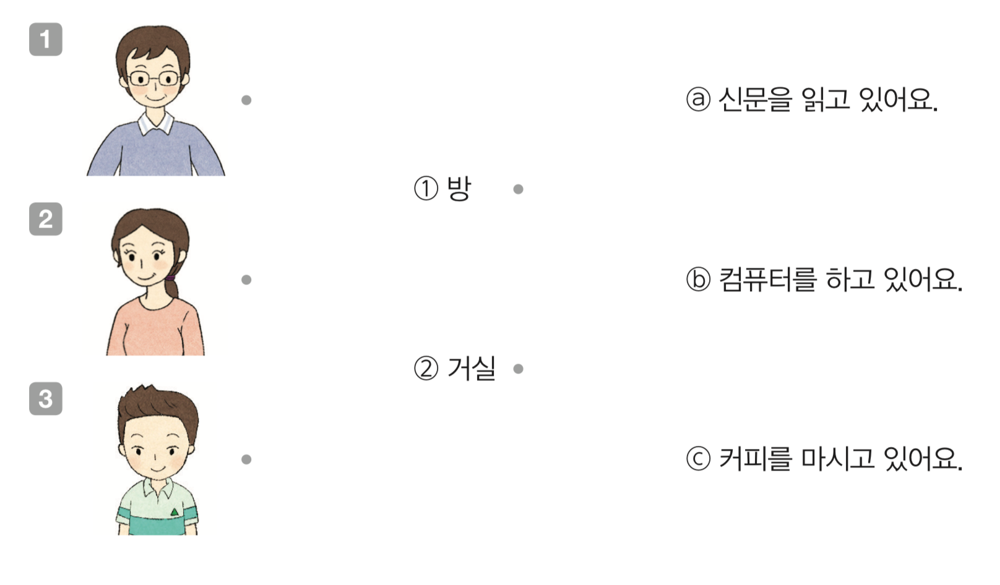 1
ⓐ 신문을 읽고 있어요.
① 방
2
ⓑ 컴퓨터를 하고 있어요.
② 거실
3
ⓒ 커피를 마시고 있어요.